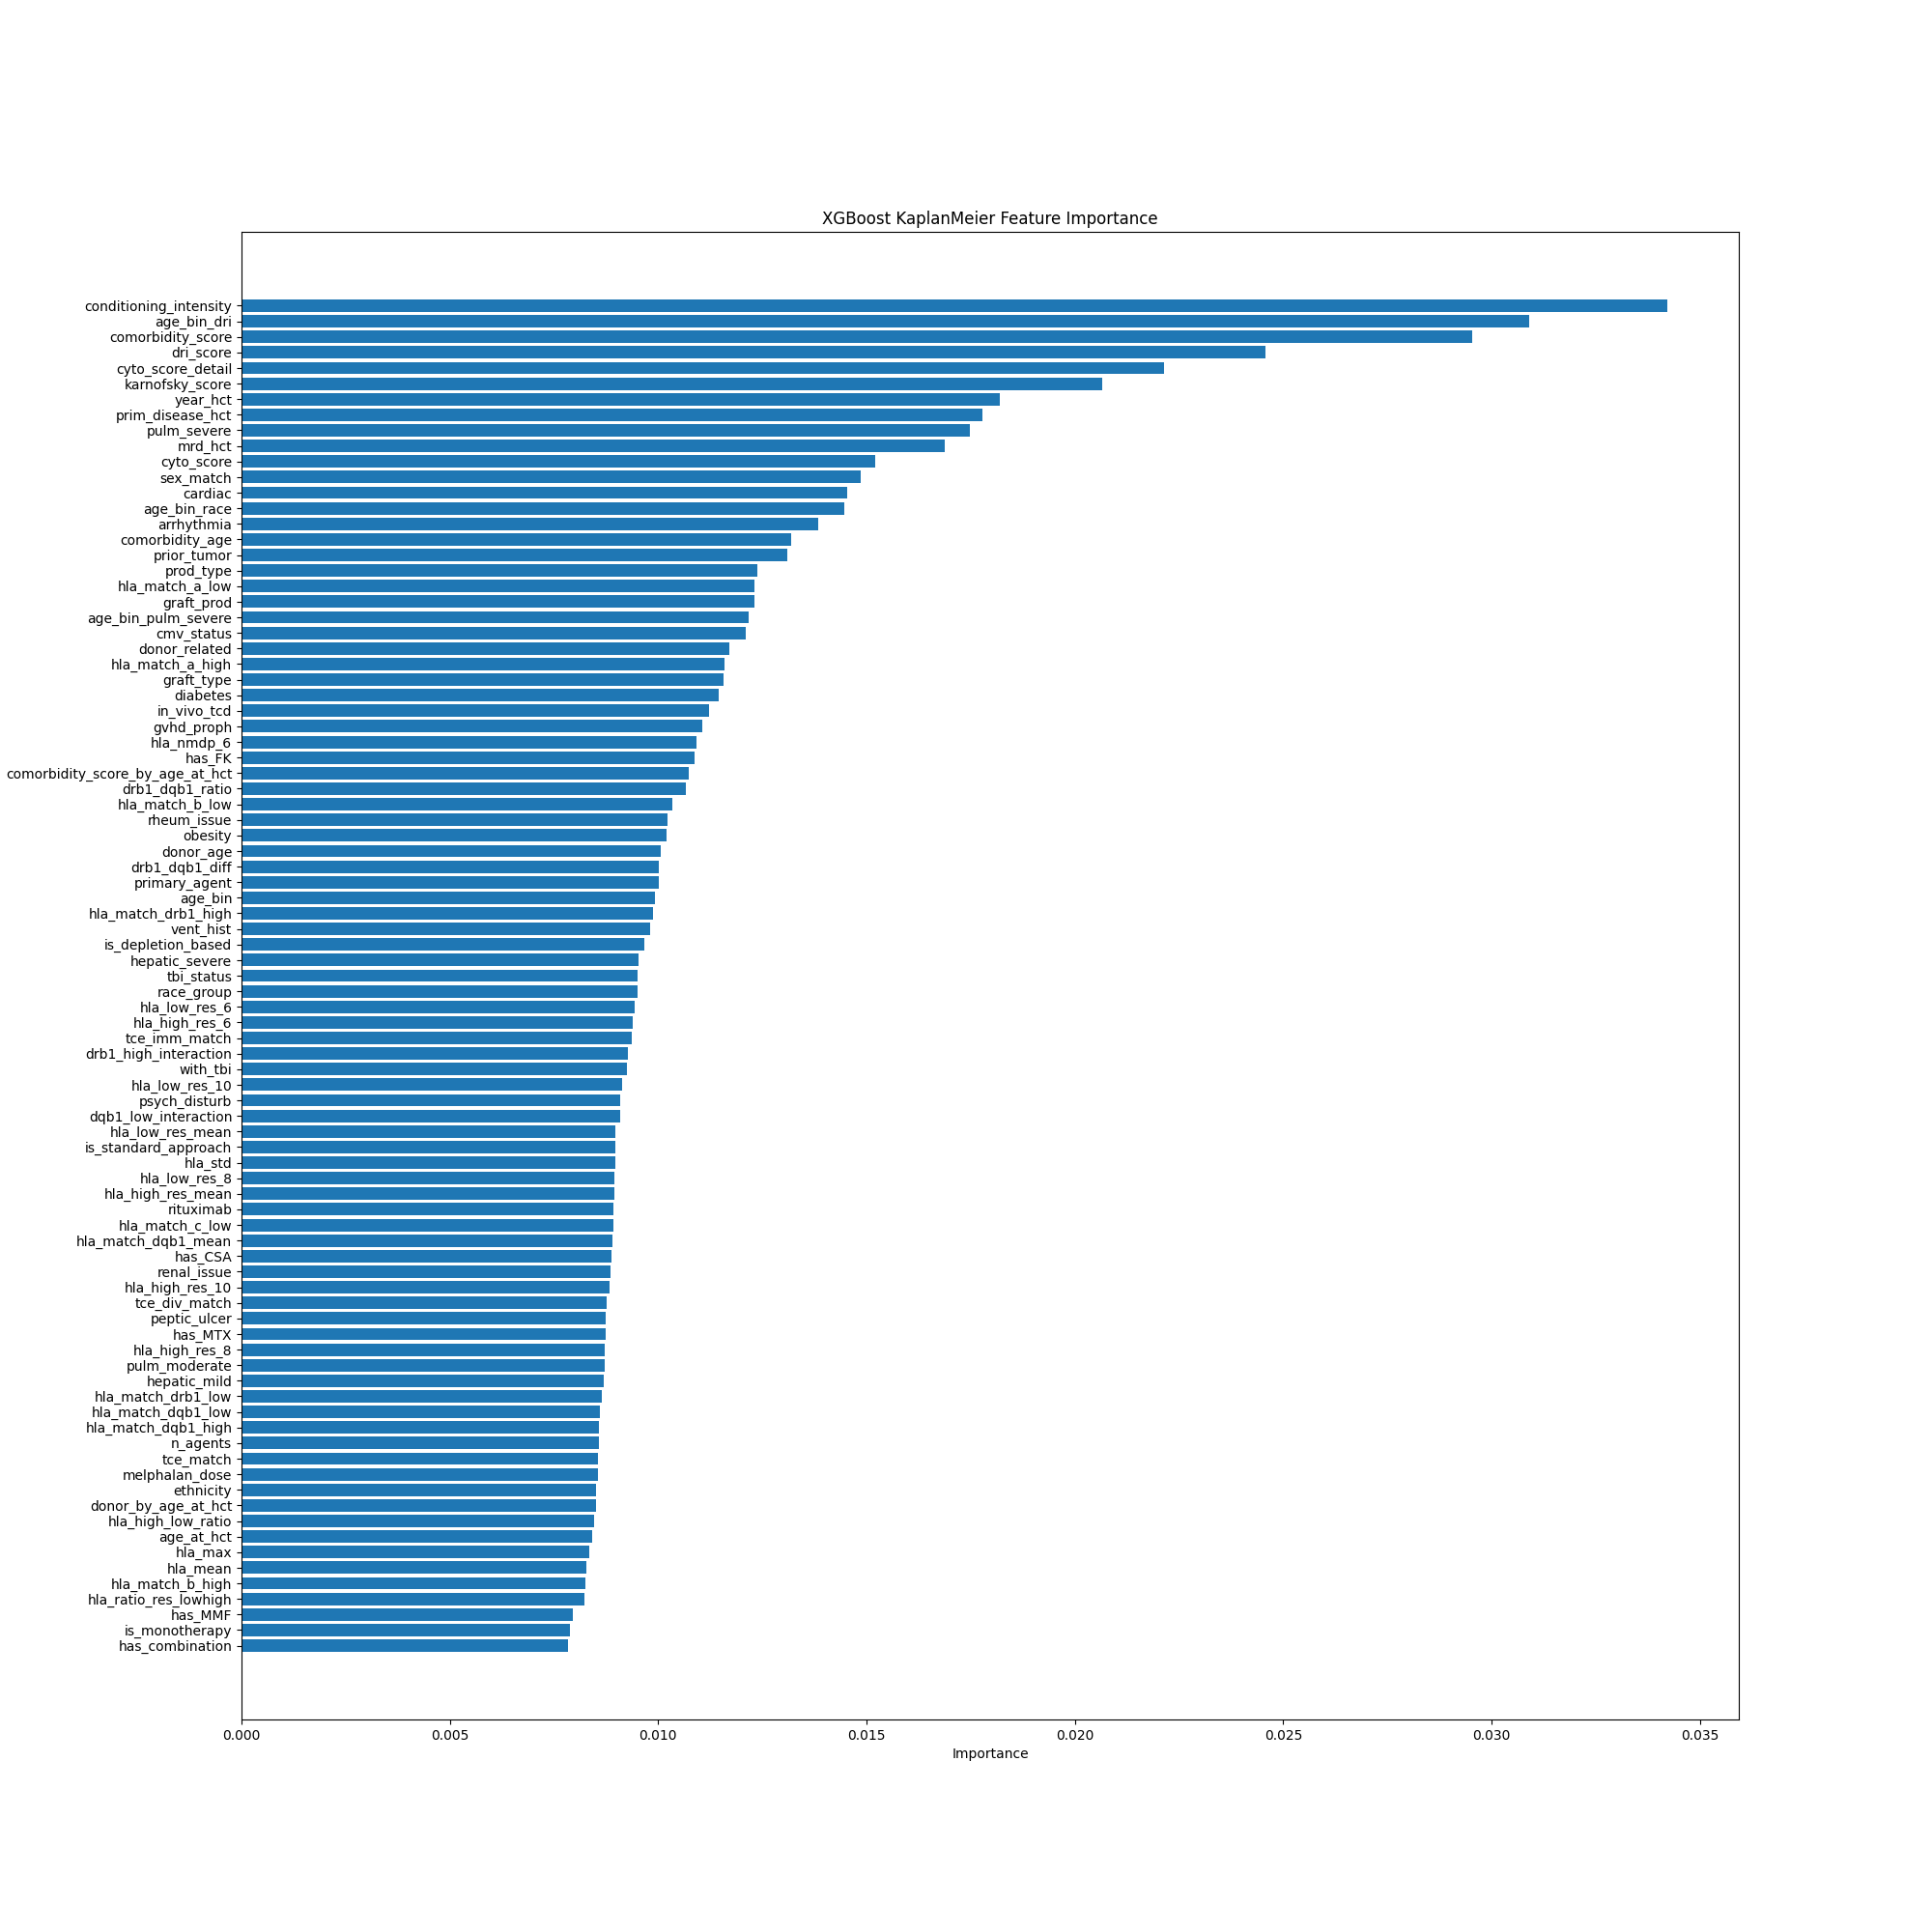 XGBoost KaplanMeier Feature Importance
conditioning_intensity
age_bin_dri
comorbidity_score
dri_score
cyto_score_detail
karnofsky_score
year_hct
prim_disease_hct
pulm_severe
mrd_hct
cyto_score
sex_match
cardiac
age_bin_race
arrhythmia
comorbidity_age
prior_tumor
prod_type
hla_match_a_low
graft_prod
age_bin_pulm_severe
cmv_status
donor_related
hla_match_a_high
graft_type
diabetes
in_vivo_tcd
gvhd_proph
hla_nmdp_6
has_FK
comorbidity_score_by_age_at_hct
drb1_dqb1_ratio
hla_match_b_low
rheum_issue
obesity
donor_age
drb1_dqb1_diff
primary_agent
age_bin
hla_match_drb1_high
vent_hist
is_depletion_based
hepatic_severe
tbi_status
race_group
hla_low_res_6
hla_high_res_6
tce_imm_match
drb1_high_interaction
with_tbi
hla_low_res_10
psych_disturb
dqb1_low_interaction
hla_low_res_mean
is_standard_approach
hla_std
hla_low_res_8
hla_high_res_mean
rituximab
hla_match_c_low
hla_match_dqb1_mean
has_CSA
renal_issue
hla_high_res_10
tce_div_match
peptic_ulcer
has_MTX
hla_high_res_8
pulm_moderate
hepatic_mild
hla_match_drb1_low
hla_match_dqb1_low
hla_match_dqb1_high
n_agents
tce_match
melphalan_dose
ethnicity
donor_by_age_at_hct
hla_high_low_ratio
age_at_hct
hla_max
hla_mean
hla_match_b_high
hla_ratio_res_lowhigh
has_MMF
is_monotherapy
has_combination
0.000 0.005 0.010 0.015 0.020 0.025 0.030 0.035
Importance